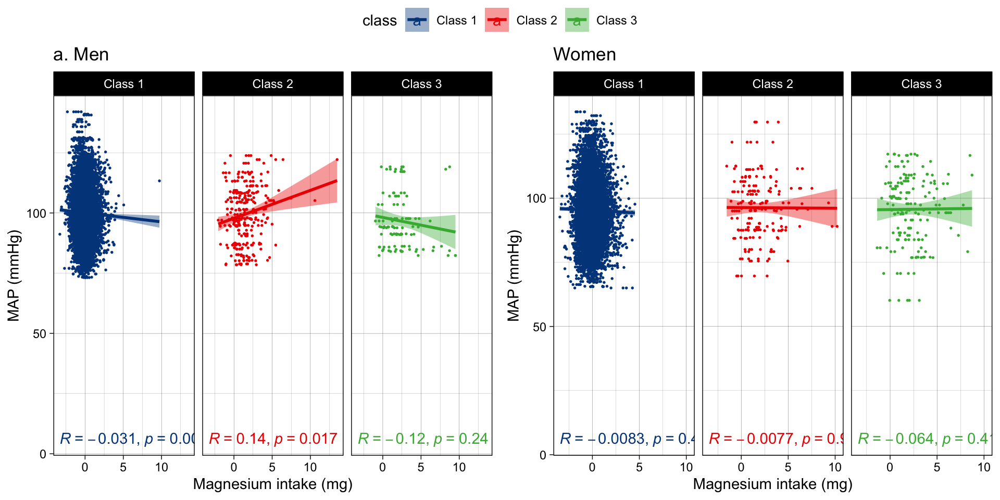 class a Class 1 a Class 2 a Class 3
a. Men
Women
Class 1 Class 2 Class 3
Class 1 Class 2 Class 3
MAP (mmHg)
100
50
0
R = −0.031, p = 0.00
R = 0.14, p = 0.017
R = −0.12, p = 0.24
0 5 10 0 5 10 0 5 10
Magnesium intake (mg)
MAP (mmHg)
100
50
0
R = −0.0083, p = 0.4
R = −0.0077, p = 0.9
R = −0.064, p = 0.41
0 5 10 0 5 10 0 5 10
Magnesium intake (mg)